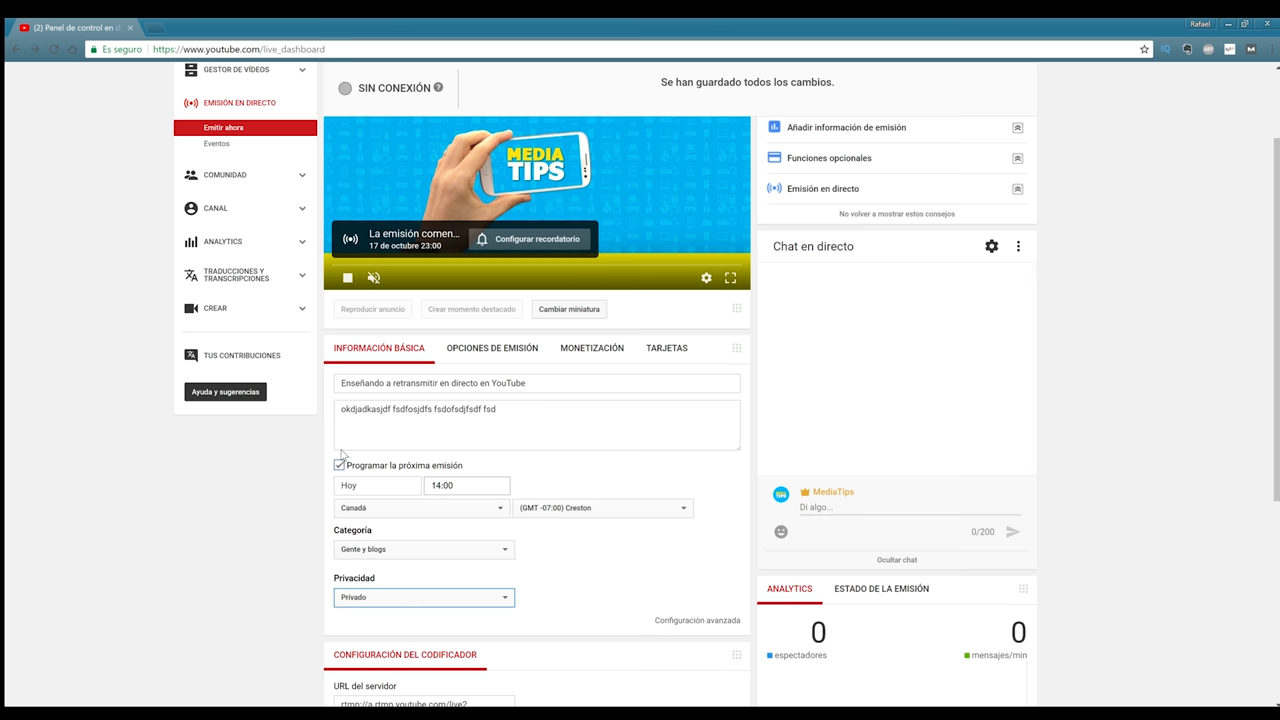 (2) Panel de control en d
Rafael
Es seguro
https://www.youtube.com/live_dashboard
GESTOR DE VÍDEOS
EMISIÓN EN DIRECTO
Emitir ahora
Eventos
COMUNIDAD
CANAL
ANALYTICS
TRADUCCIONES Y
TRANSCRIPCIONES
CREAR
TUS CONTRIBUCIONES
Ayuda y sugerencias
SIN CONEXIÓN
Se han guardado todos los cambios.
MEDIA
TIPS
La emisión comen...
17 de octubre 23:00
Configurar recordatorio
Reproducir anuncio
Crear momento destacado
Cambiar miniatura
INFORMACIÓN BÁSICA
OPCIONES DE EMISIÓN
MONETIZACIÓN
TARJETAS
Enseñando a retransmitir en directo en YouTube
okdjadkasjdf fsdfosjdfs fsdofsdjfsdf fsd
Programar la próxima emisión
Hoy
14:00
Canadá
(GMT -07:00) Creston
Categoría
Gente y blogs
Privacidad
Privado
Configuración avanzada
CONFIGURACIÓN DEL CODIFICADOR
URL del servidor
rtmp://a.rtmp.youtube.com/live2
Añadir información de emisión
Funciones opcionales
Emisión en directo
No volver a mostrar estos consejos
Chat en directo
MediaTips
Di algo...
0/200
Ocultar chat
ANALYTICS
ESTADO DE LA EMISIÓN
0
espectadores
0
mensajes/min